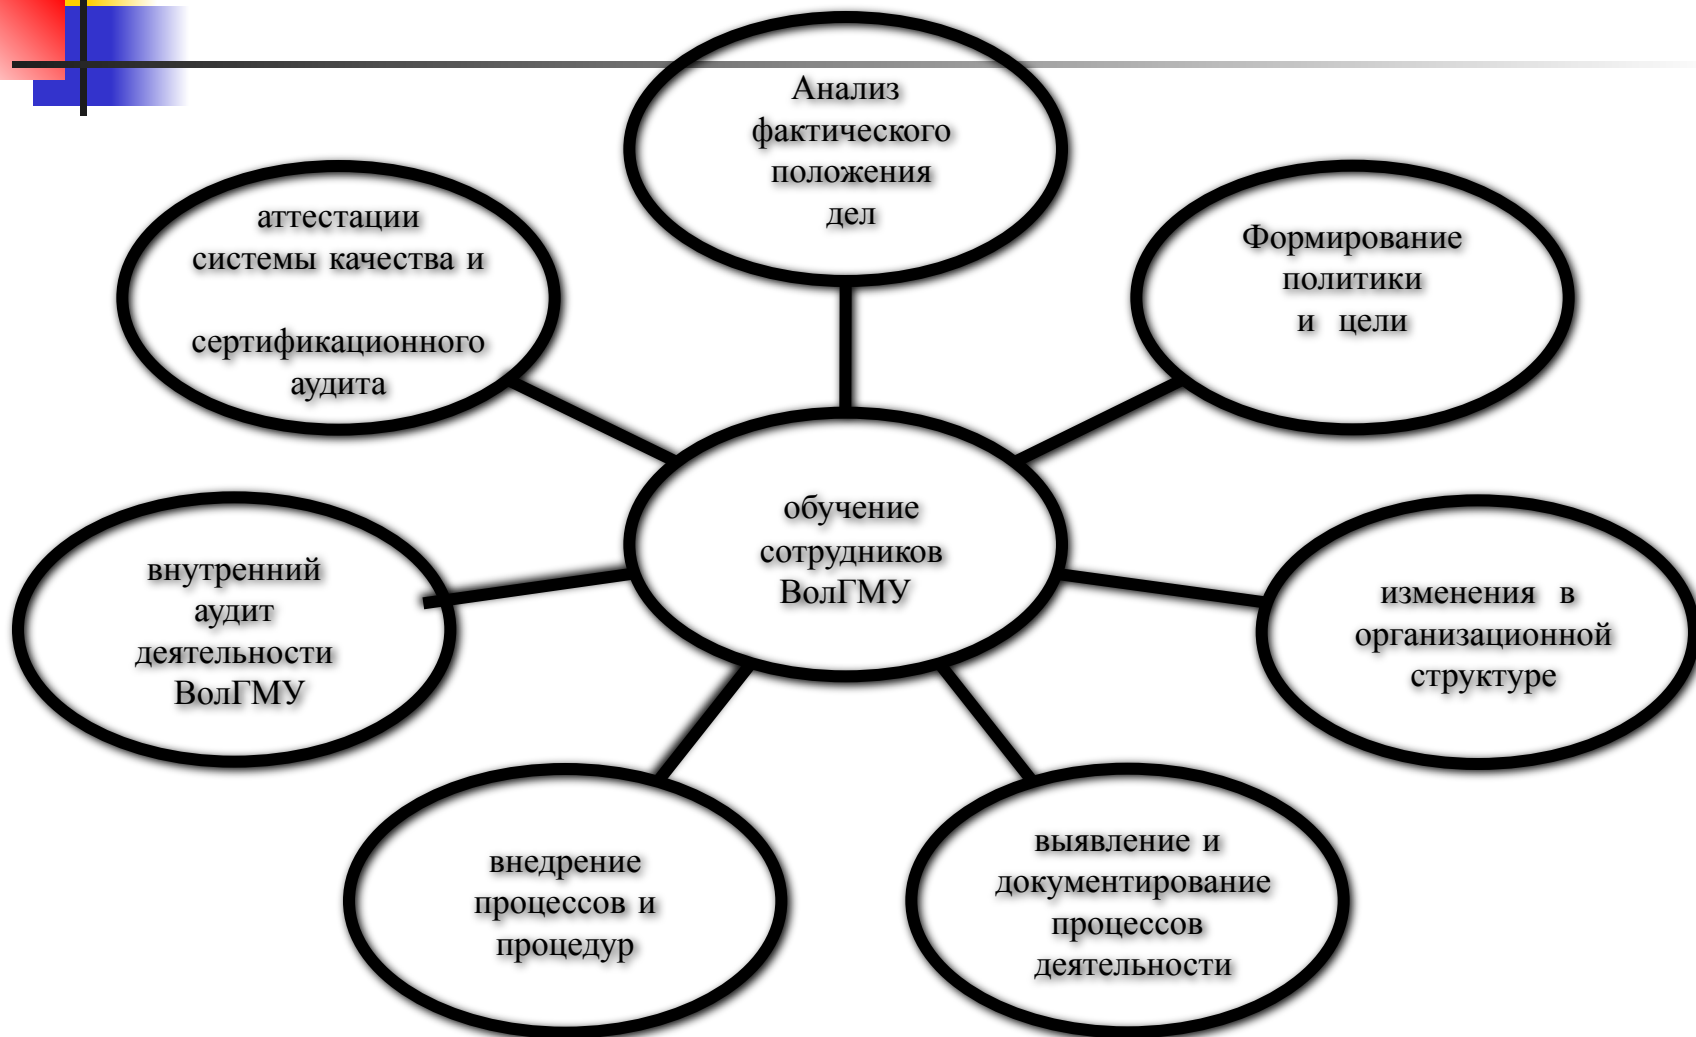 Анализ
фактического
положения
дел
аттестации
системы качества и
сертификационного
аудита
Формирование
политики
и цели
обучение
сотрудников
ВолГМУ
внутренний
аудит
деятельности
ВолГМУ
изменения в
организационной
структуре
внедрение
процессов и
процедур
выявление и
документирование
процессов
деятельности